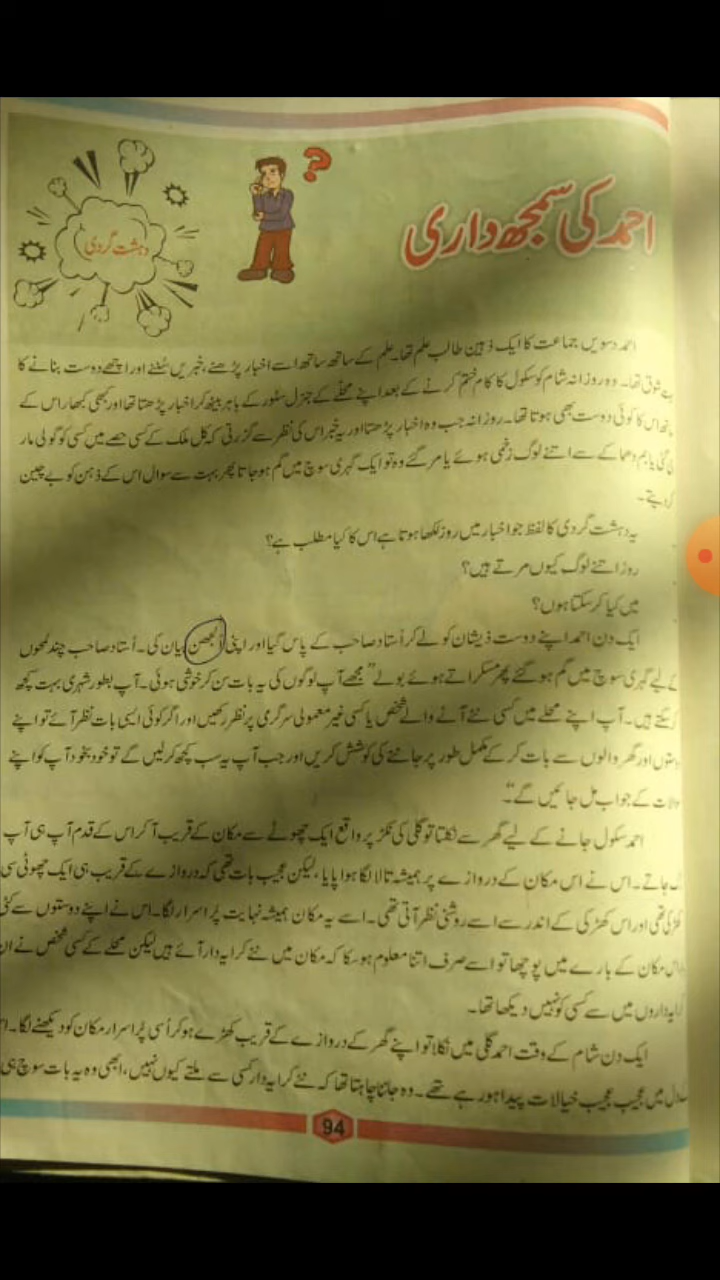 احمد کی سمجھ داری
دہشت گردی
?
احمد دسویں جماعت کا ایک ذہین طالب علم تھا۔ علم کے ساتھ ساتھ اسے اخبار پڑھنے، خبریں سُننے اور اچھے دوست بنانے کا
شوق تھا۔ وہ روزانہ شام کو سکول کا کام ختم کرنے کے بعد اپنے محلے کے جنرل سٹور کے باہر بیٹھ کر اخبار پڑھتا تھا اور کبھی کبھار اس کے
اس کا کوئی دوست بھی ہوتا تھا۔ روزانہ جب وہ اخبار پڑھتا اور یہ خبر اس کی نظر سے گزرتی کہ کل ملک کے کسی حصے میں کسی کو گولی مار
گئی یا بم دھماکے سے اتنے لوگ زخمی ہوئے یا مر گئے وہ تو ایک گہری سوچ میں گم ہو جاتا پھر بہت سے سوال اس کے ذہن کو بے چین
کر دیتے۔
یہ دہشت گردی کا لفظ جو اخبار میں روز لکھا ہوتا ہے اس کا کیا مطلب ہے؟
روز اتنے لوگ کیوں مرتے ہیں؟
میں کیا کر سکتا ہوں؟
ایک دن احمد اپنے دوست ذیشان کو لے کر اُستاد صاحب کے پاس گیا اور اپنی اُلجھن بیان کی۔ اُستاد صاحب چند لمحوں
کے لیے گہری سوچ میں گم ہو گئے پھر مسکراتے ہوئے بولے "مجھے آپ لوگوں کی یہ بات سن کر خوشی ہوئی۔ آپ بطور شہری بہت کچھ
سکتے ہیں۔ آپ اپنے محلے میں کسی نئے آنے والے شخص یا کسی غیر معمولی سرگرمی پر نظر رکھیں اور اگر کوئی ایسی بات نظر آئے تو اپنے
دوستوں اور گھر والوں سے بات کر کے مکمل طور پر جاننے کی کوشش کریں اور جب آپ یہ سب کچھ کر لیں گے تو خود بخود آپ کو اپنے
سوالات کے جواب مل جائیں گے"
احمد سکول جانے کے لیے گھر سے نکلتا تو گلی کی نکڑ پر واقع ایک چھوٹے سے مکان کے قریب آ کر اس کے قدم آپ ہی آپ
جاتے۔ اس نے اس مکان کے دروازے پر ہمیشہ تالا لگا ہوا پایا، لیکن عجیب بات تھی کہ دروازے کے قریب ہی ایک چھوٹی سی
کھڑکی تھی اور اس کھڑکی کے اندر سے اسے روشنی نظر آتی تھی۔ اسے یہ مکان ہمیشہ نہایت پُر اسرار لگا۔ اس نے اپنے دوستوں سے کئی
اس مکان کے بارے میں پوچھا تو اسے صرف اتنا معلوم ہو سکا کہ مکان میں نئے کرایہ دار آئے ہیں لیکن محلے کے کسی شخص نے ان
کرایہ داروں میں سے کسی کو نہیں دیکھا تھا۔
ایک دن شام کے وقت احمد گلی میں نکلا تو اپنے گھر کے دروازے کے قریب کھڑے ہو کر اُسی پُر اسرار مکان کو دیکھنے لگا۔
دل میں عجیب عجیب خیالات پیدا ہو رہے تھے۔ وہ جاننا چاہتا تھا کہ نئے کرایہ دار کسی سے ملتے کیوں نہیں، ابھی وہ یہ بات سوچ ہی
94